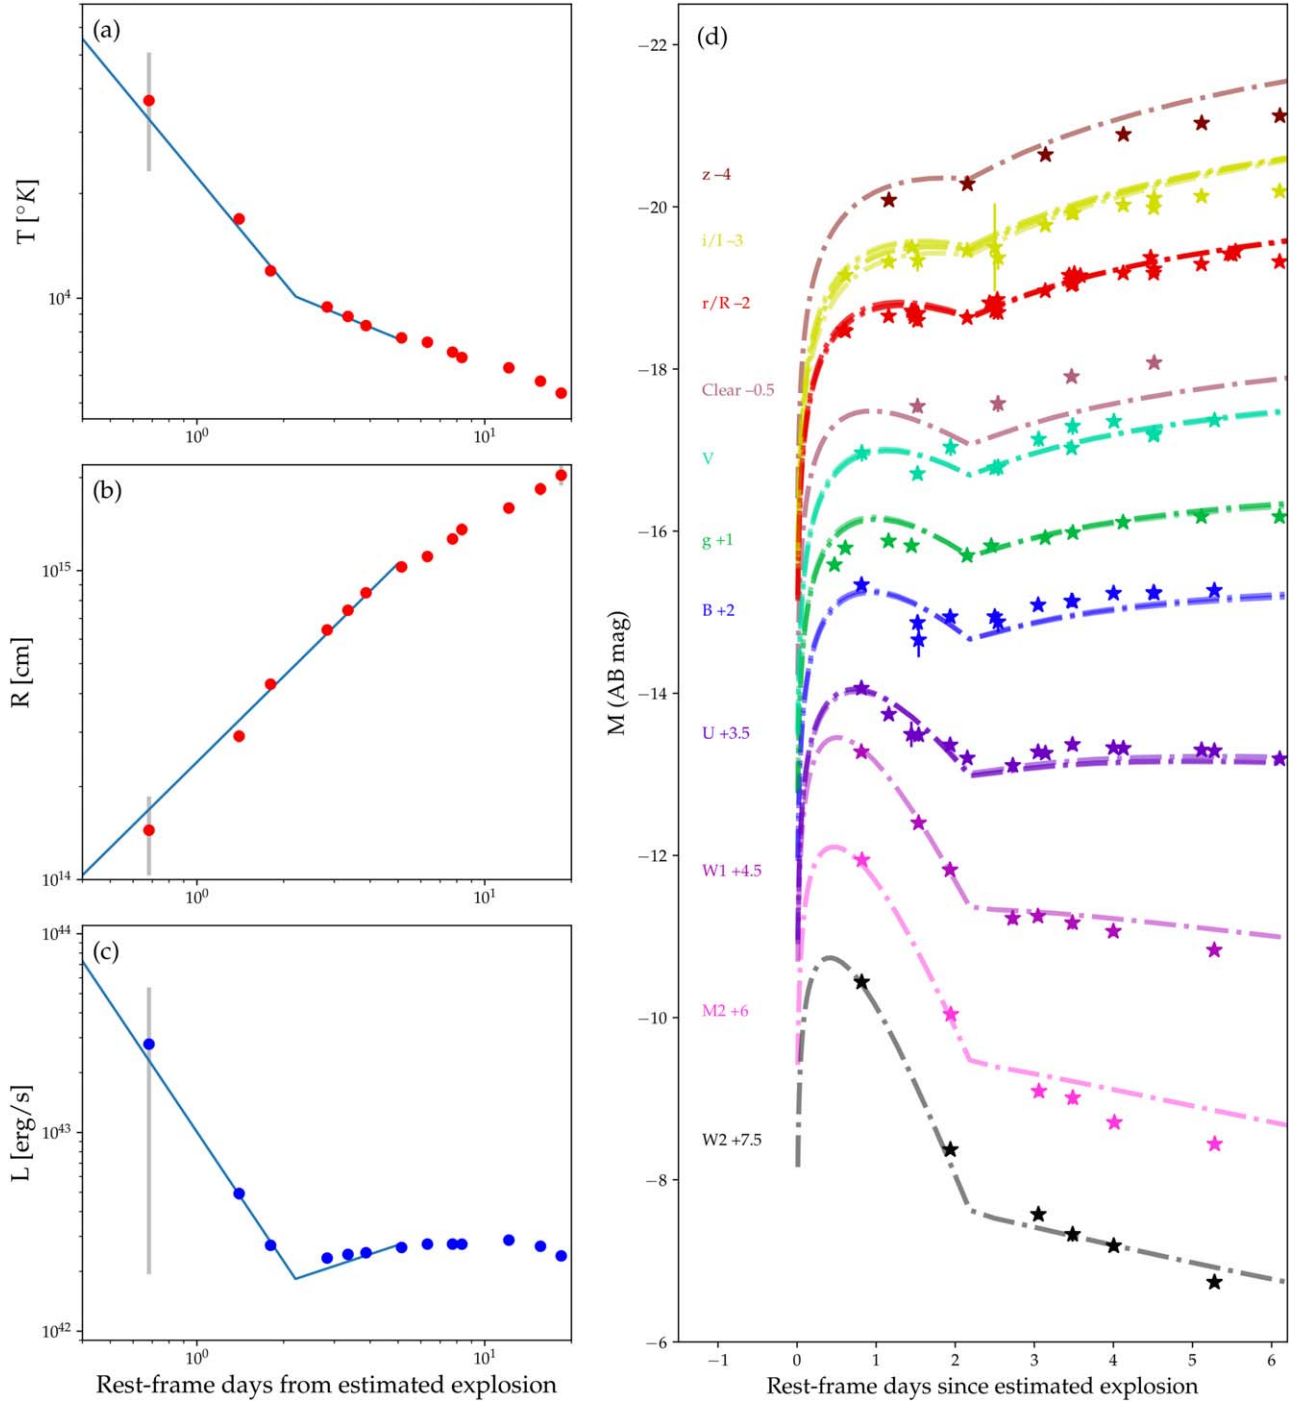 (a)
T [°K]
10⁴
10⁰
10¹
(b)
R [cm]
10¹⁵
10¹⁴
10⁰
10¹
(c)
L [erg/s]
10⁴⁴
10⁴³
10⁴²
10⁰
10¹
Rest-frame days from estimated explosion
(d)
M (AB mag)
−22
−20
−18
−16
−14
−12
−10
−8
−6
z −4
i/I −3
r/R −2
Clear −0.5
V
g +1
B +2
U +3.5
W1 +4.5
M2 +6
W2 +7.5
−1
0
1
2
3
4
5
6
Rest-frame days since estimated explosion